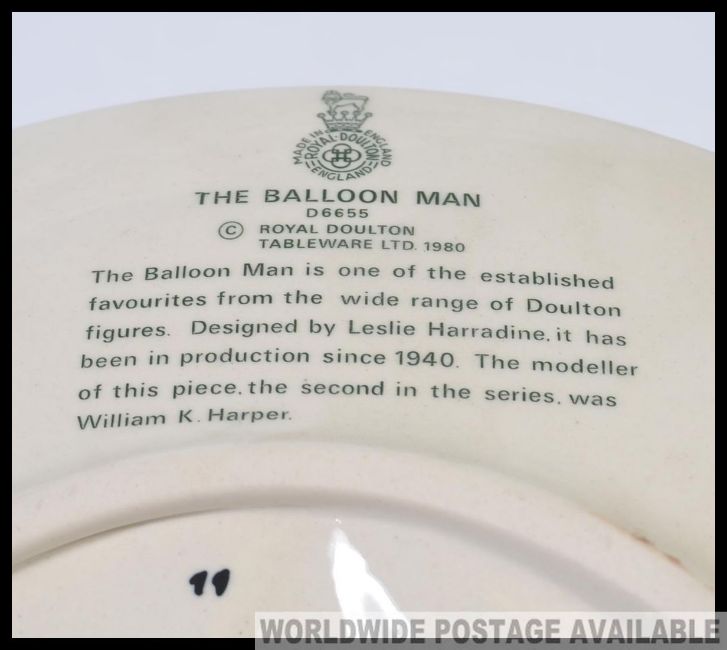 MADE IN ENGLAND
ROYAL·DOULTON
ENGLAND
THE BALLOON MAN
D6655
© ROYAL DOULTON
TABLEWARE LTD. 1980
The Balloon Man is one of the established
favourites from the wide range of Doulton
figures. Designed by Leslie Harradine, it has
been in production since 1940. The modeller
of this piece, the second in the series, was
William K. Harper.
11
WORLDWIDE POSTAGE AVAILABLE